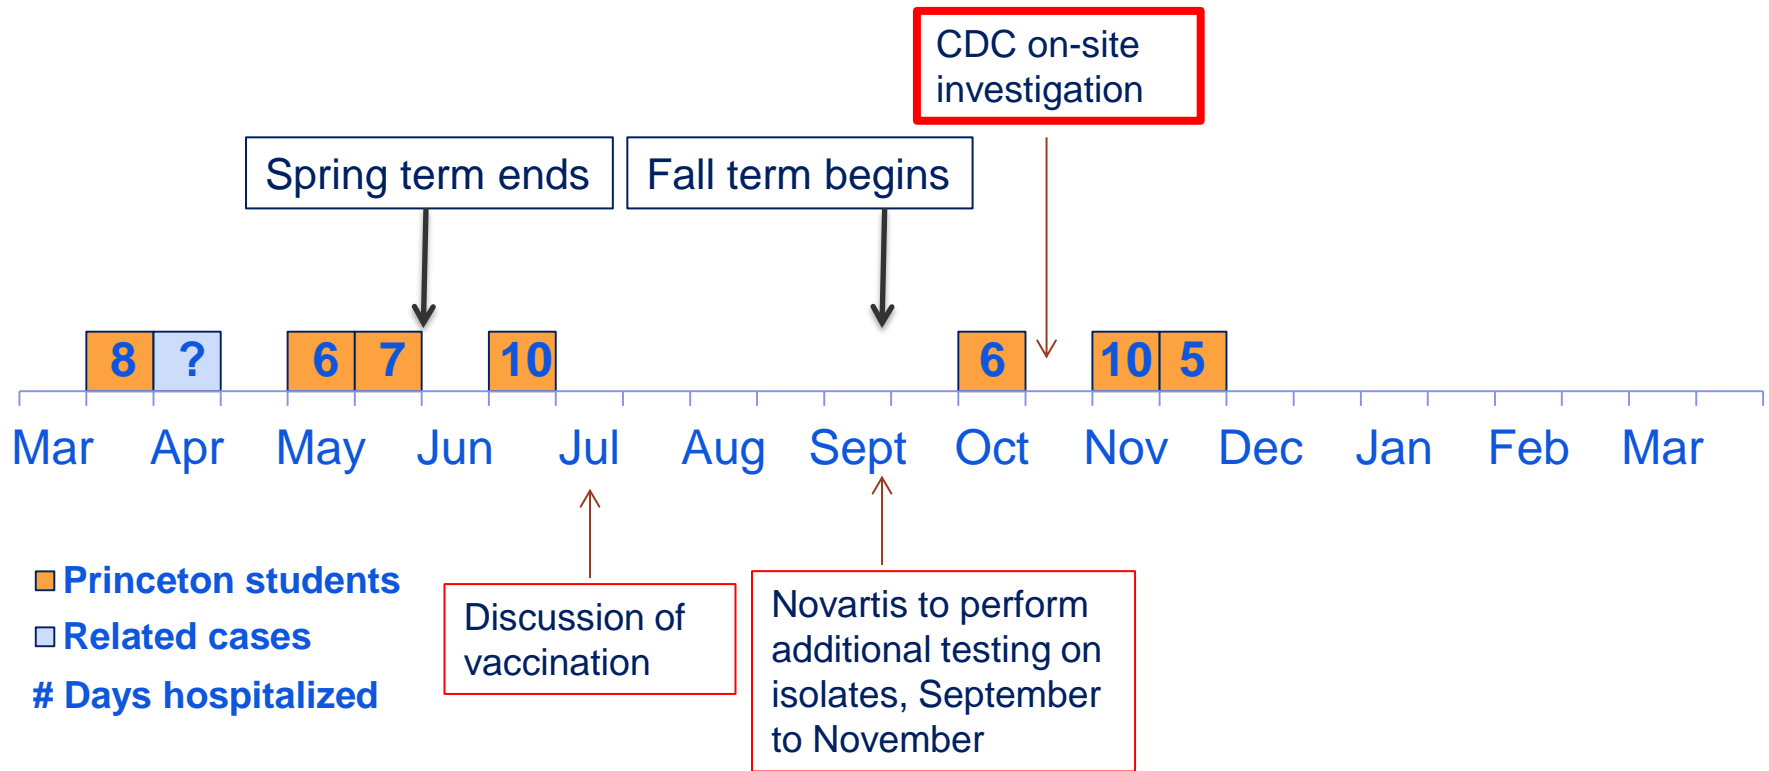 CDC on-site
investigation
Spring term ends
Fall term begins
8 ? 6 7 10 6 10 5
Mar Apr May Jun Jul Aug Sept Oct Nov Dec Jan Feb Mar
Princeton students
Related cases
# Days hospitalized
Discussion of
vaccination
Novartis to perform
additional testing on
isolates, September
to November